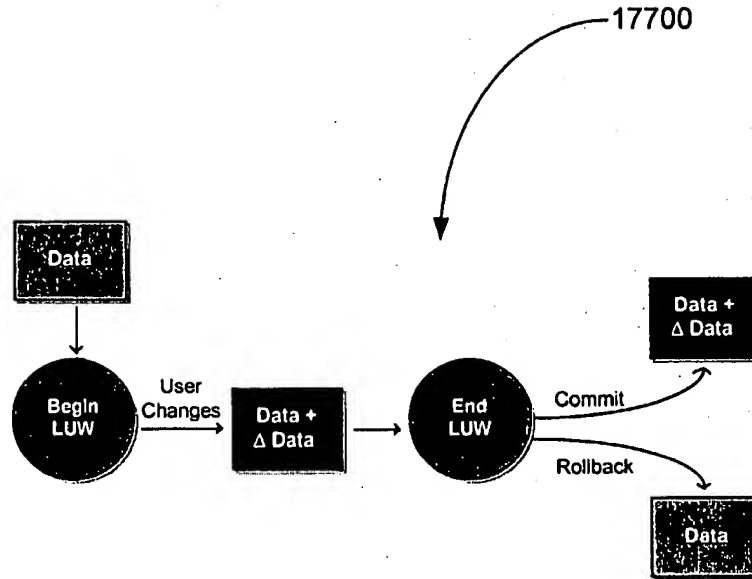 17700
Data
Begin
LUW
User
Changes
Data +
Δ Data
End
LUW
Commit
Data +
Δ Data
Rollback
Data